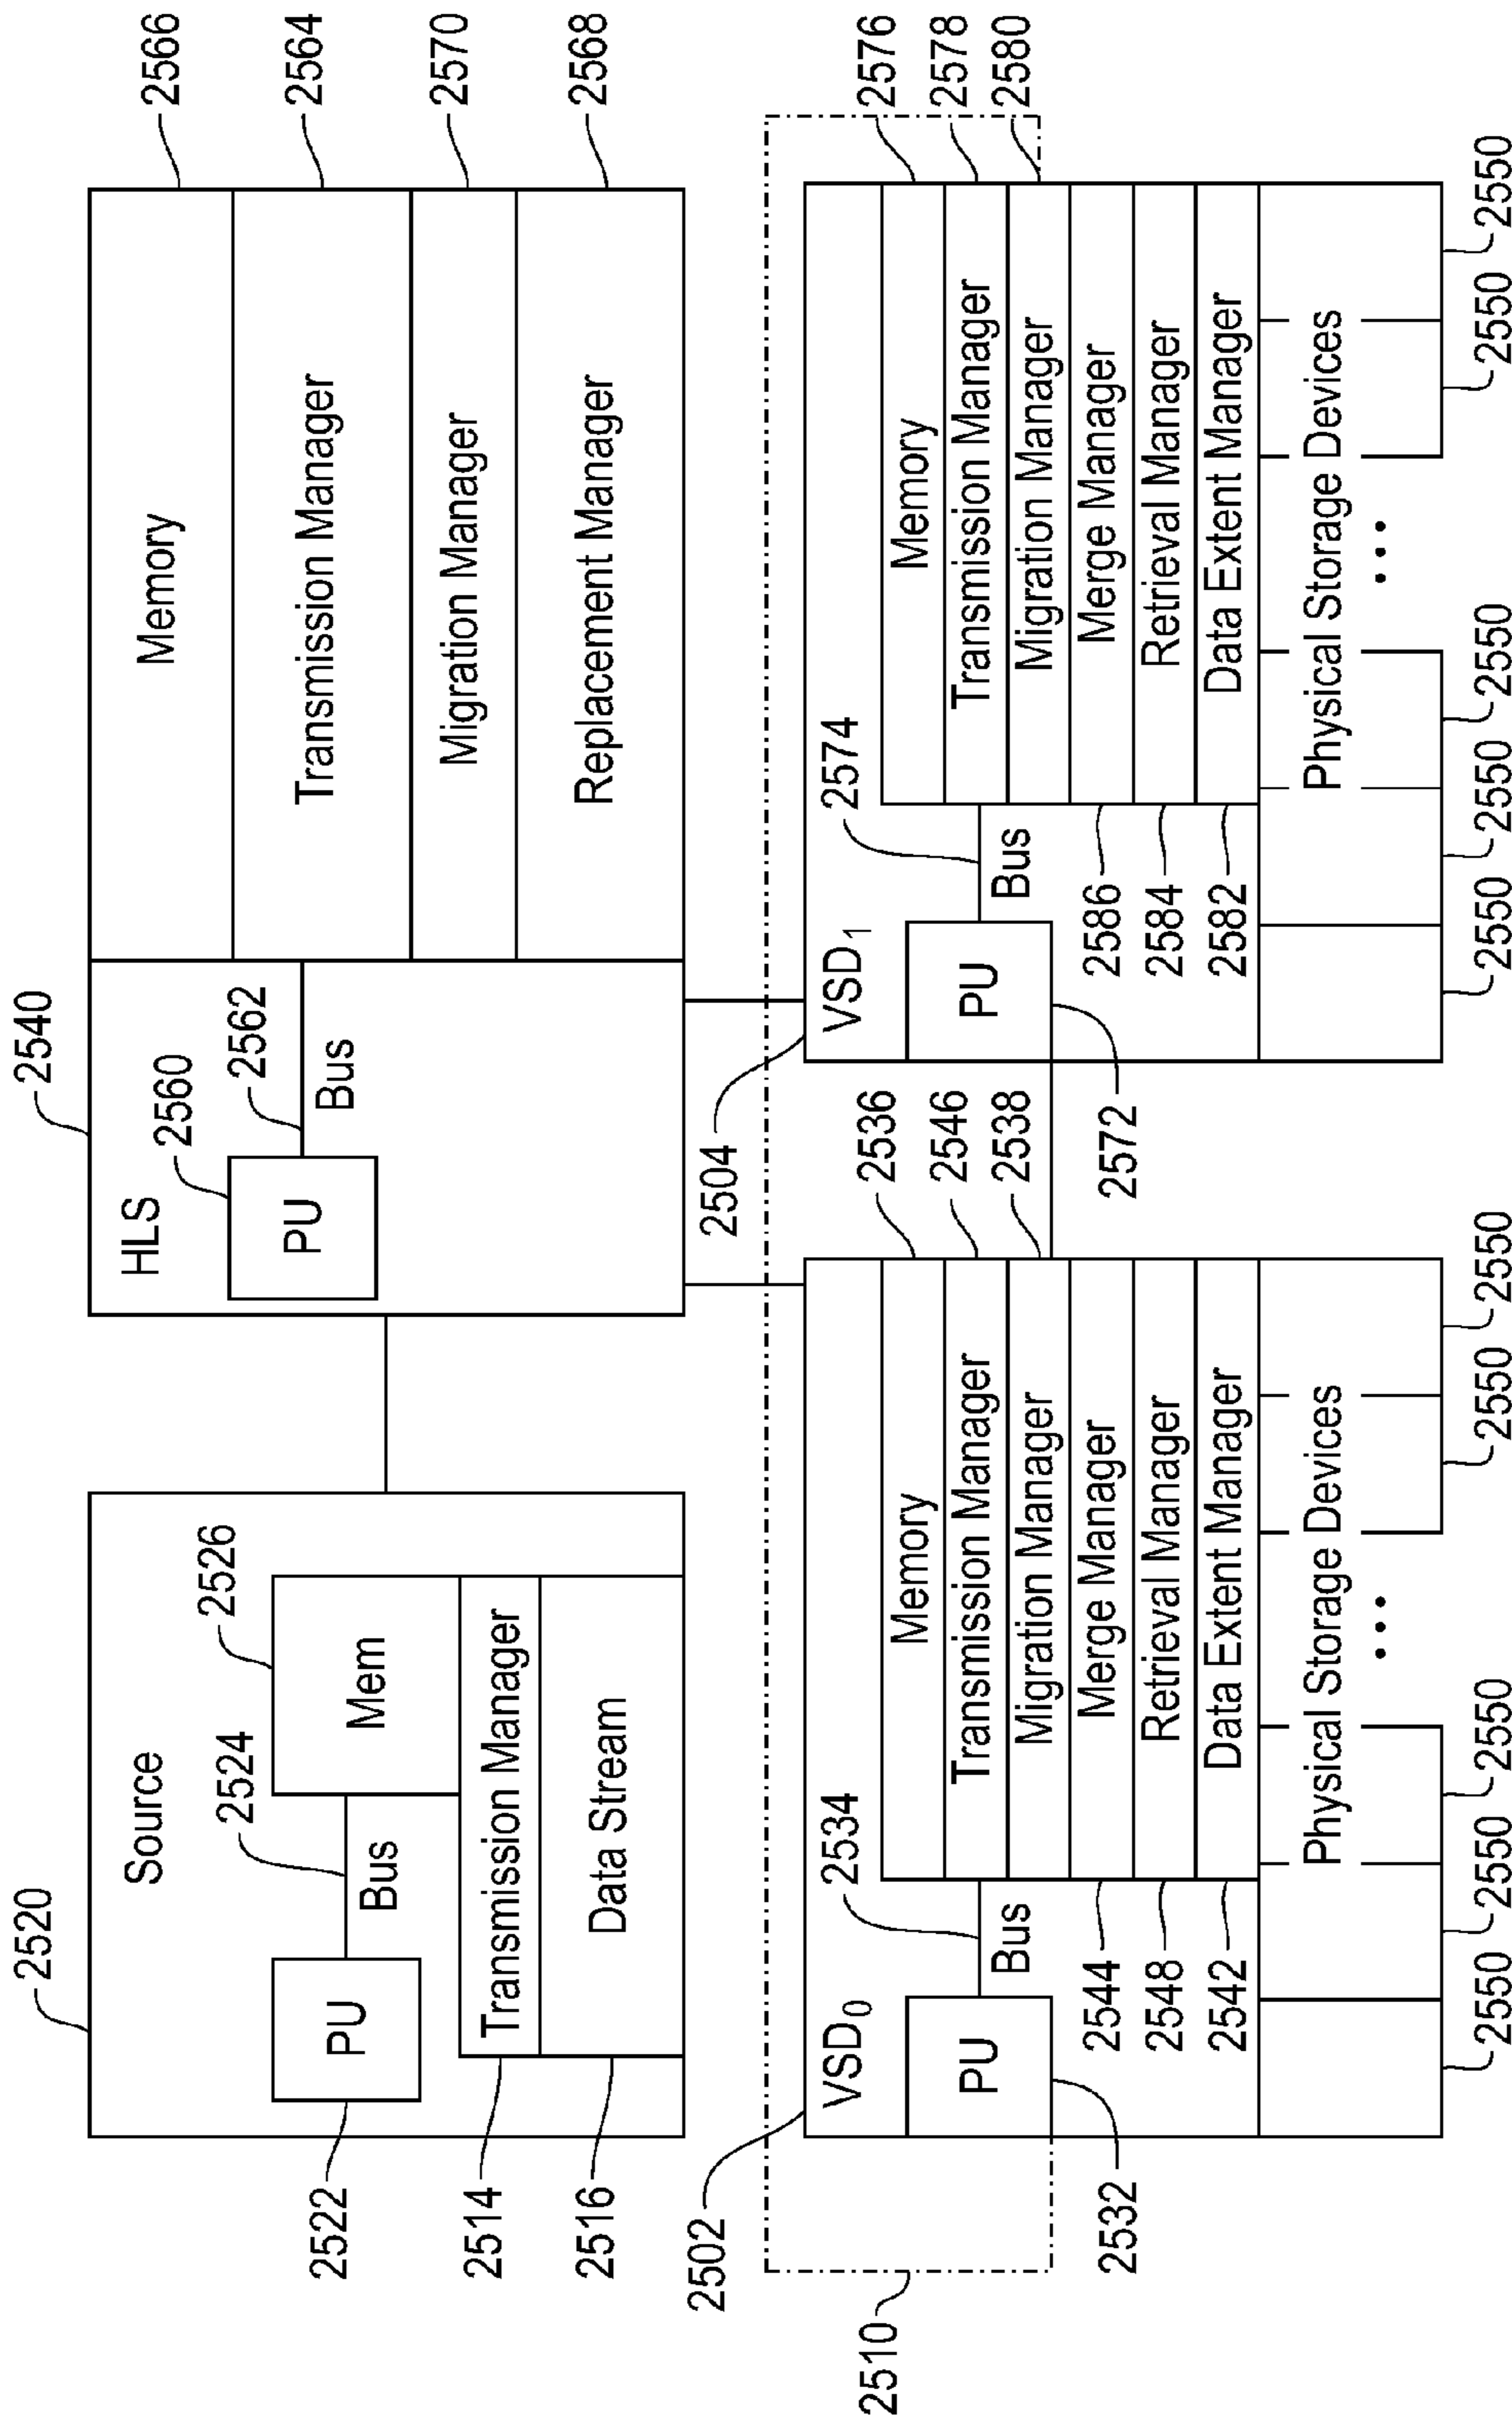 2520
Source
2522
PU
2524
Bus
2526
Mem
2514
Transmission Manager
2516
Data Stream
2540
HLS
2560
PU
2562
Bus
Memory
2566
Transmission Manager
2564
Migration Manager
2570
Replacement Manager
2568
2510
2502
VSD0
PU
2532
2534
Bus
Memory
2536
Transmission Manager
2546
Migration Manager
2538
2544
Merge Manager
2548
Retrieval Manager
2542
Data Extent Manager
Physical Storage Devices
...
2550
2550
2550
2550
2550
2504
VSD1
PU
2572
2574
Bus
Memory
2576
Transmission Manager
2578
Migration Manager
2580
2586
Merge Manager
2584
Retrieval Manager
2582
Data Extent Manager
Physical Storage Devices
...
2550
2550
2550
2550
2550